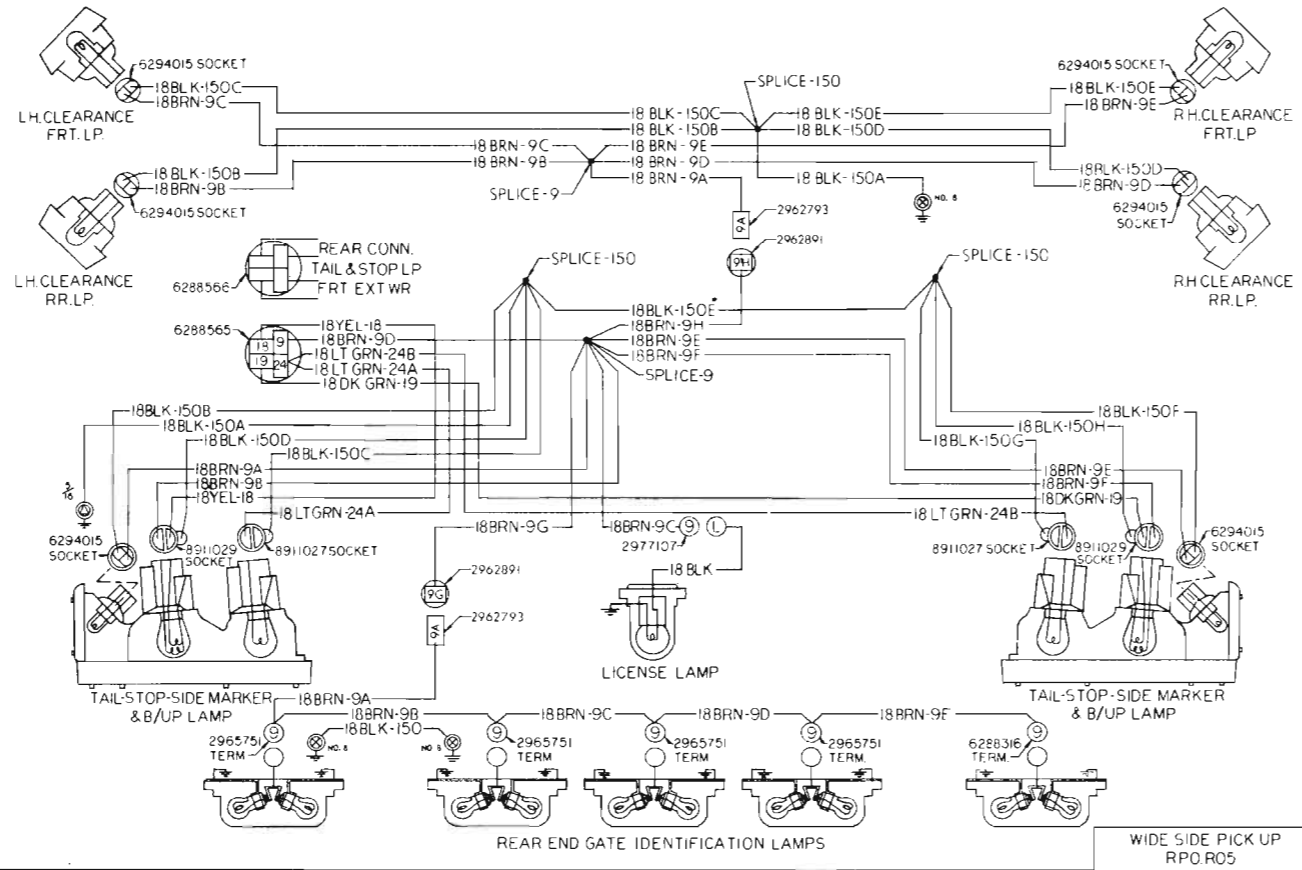 6294015 SOCKET
18BLK-150C
18BRN-9C
L.H. CLEARANCE
FRT. LP.
18 BLK-150B
18BRN-9B
6294015 SOCKET
L.H. CLEARANCE
RR. LP.
SPLICE-150
18 BLK-150C
18 BLK-150B
18 BLK-150E
18 BLK-150D
18 BRN-9C
18 BRN-9B
18 BRN-9E
18 BRN-9D
18 BRN-9A
18 BLK-150A
SPLICE-9
NO. 8
9A
2962793
2962891
9H
6294015 SOCKET
18 BLK-150E
18 BRN-9E
R.H. CLEARANCE
FRT. LP
18BLK-150D
18 BRN-9D
6294015
SOCKET
R.H. CLEARANCE
RR. LP.
REAR CONN.
TAIL & STOP LP
FRT EXT WR
6288566
6288565
18
9
19
24
18YEL-18
18BRN-9D
18 LT GRN-24B
18 LT GRN-24A
18 DK GRN-19
SPLICE-150
SPLICE-150
18BLK-150E
18BRN-9H
18BRN-9E
18BRN-9F
SPLICE-9
18BLK-150B
18BLK-150A
18BLK-150D
18BLK-150C
18BRN-9A
18BRN-9B
18YEL-18
18 LTGRN-24A
6294015
SOCKET
8911029
SOCKET
8911027 SOCKET
18BRN-9G
18BRN-9C
9
L
2977107
18 BLK
2962891
9G
2962793
9A
LICENSE LAMP
18BLK-150F
18BLK-150H
18BLK-150G
18BRN-9E
18BRN-9F
18DKGRN-19
18 LTGRN-24B
8911027 SOCKET
8911029
SOCKET
6294015
SOCKET
TAIL-STOP-SIDE MARKER
& B/UP LAMP
TAIL-STOP-SIDE MARKER
& B/UP LAMP
18BRN-9A
18BRN-9B
18BRN-9C
18BRN-9D
18BRN-9E
18BLK-150
9
2965751
TERM
NO. 8
NO. 8
9
2965751
TERM
9
2965751
TERM
9
2965751
TERM.
6288316
TERM.
9
REAR END GATE IDENTIFICATION LAMPS
WIDE SIDE PICK UP
RPO. R05